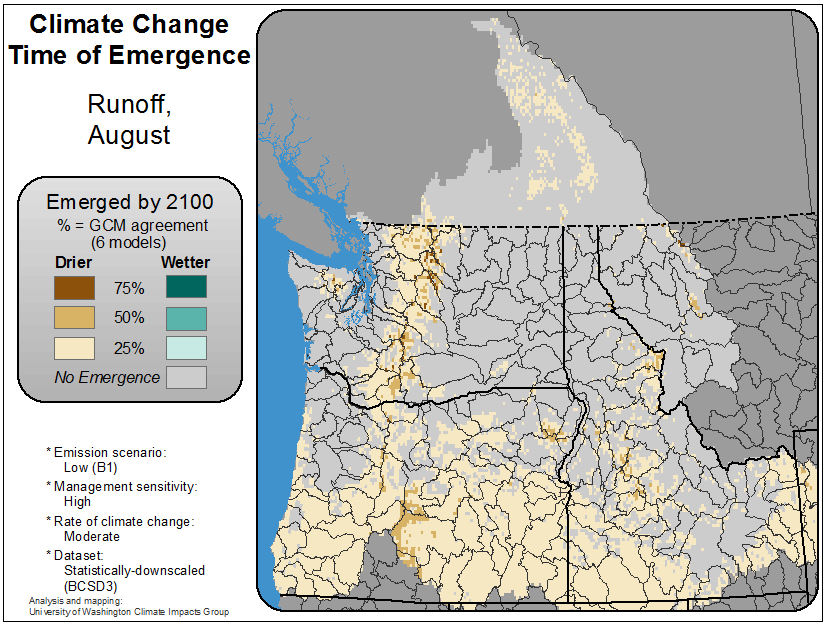 Climate Change
Time of Emergence
Runoff,
August
Emerged by 2100
% = GCM agreement
(6 models)
Drier Wetter
75%
50%
25%
No Emergence
* Emission scenario:
Low (B1)
* Management sensitivity:
High
* Rate of climate change:
Moderate
* Dataset:
Statistically-downscaled
(BCSD3)
Analysis and mapping:
University of Washington Climate Impacts Group